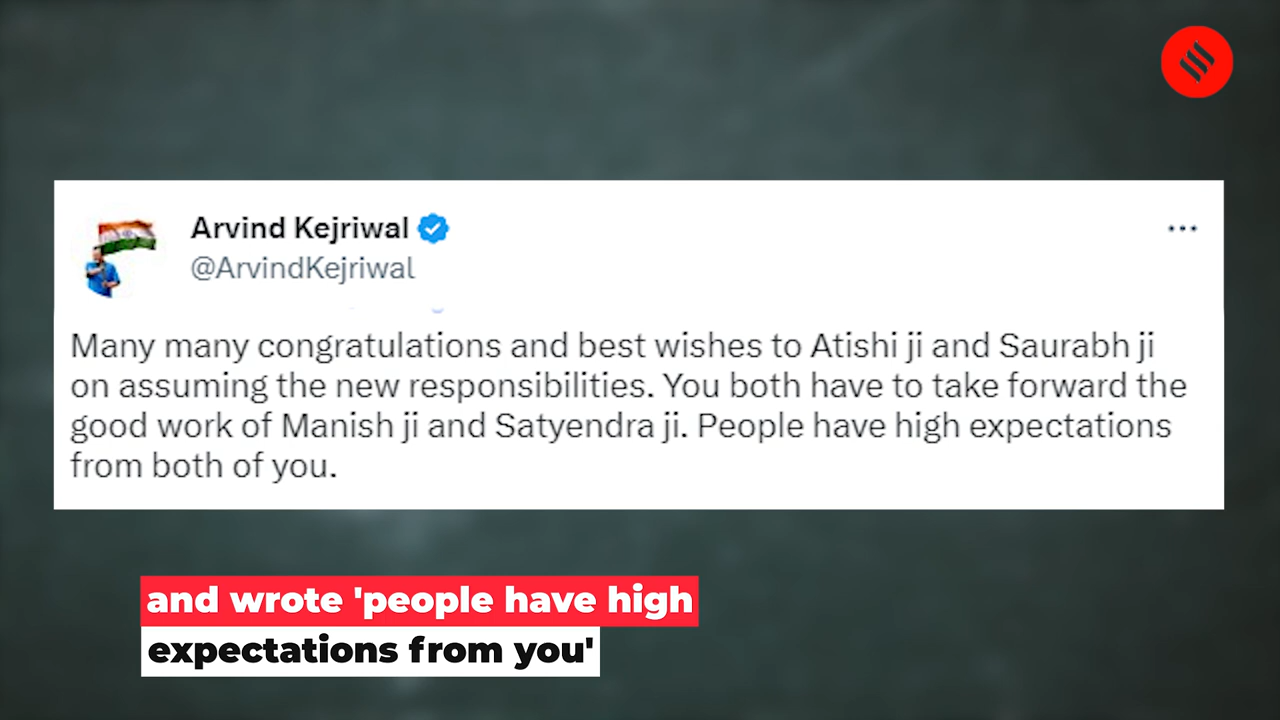 Arvind Kejriwal
@ArvindKejriwal
Many many congratulations and best wishes to Atishi ji and Saurabh ji
on assuming the new responsibilities. You both have to take forward the
good work of Manish ji and Satyendra ji. People have high expectations
from both of you.
and wrote 'people have high
expectations from you'